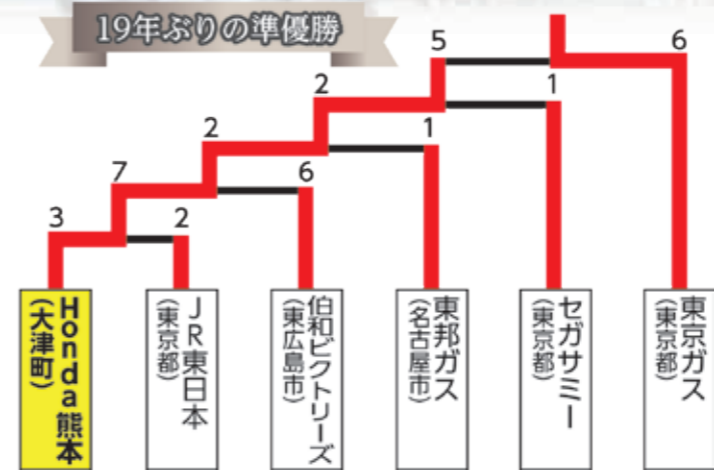 19年ぶりの準優勝
5
6
2
1
2
1
7
6
3
2
Honda熊本
(大津町)
JR東日本
(東京都)
伯和ビクトリーズ
(東広島市)
東邦ガス
(名古屋市)
セガサミー
(東京都)
東京ガス
(東京都)